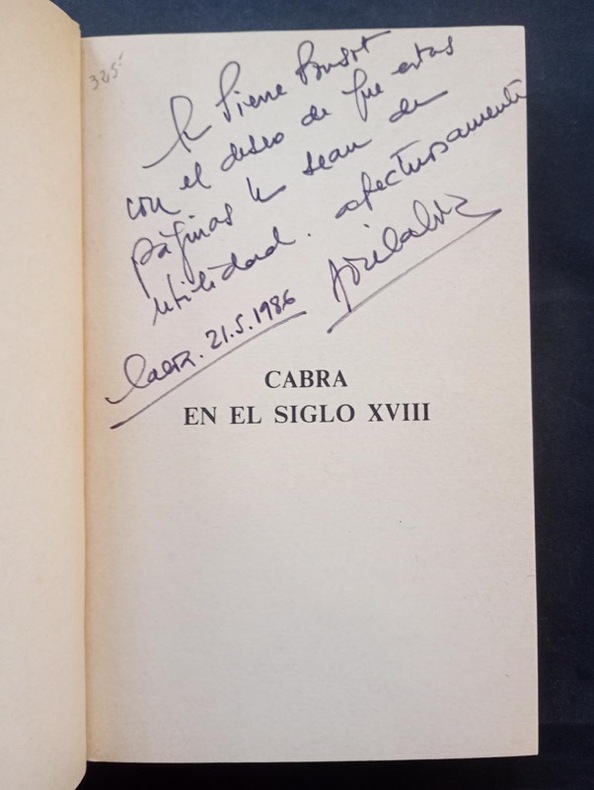 325
A Pierre Ponsot
con el deseo de que estas
páginas le sean de
utilidad. afectuosamente
21.5.1986
CABRA
EN EL SIGLO XVIII